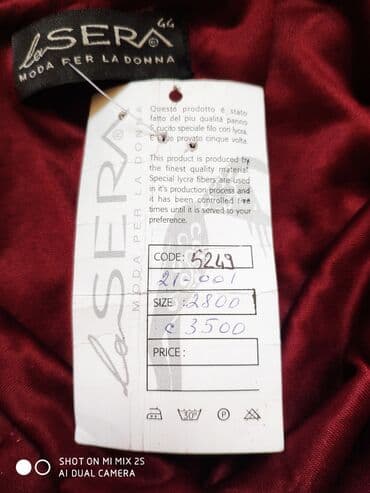 la SERA 44
MODA PER LA DONNA
la SERA
MODA PER LA DONNA
Questo prodotto é stato
fatto del piu qualità panno
È cucito speciale filo con lycra.
È stato provato cinque volta.
This product is produced by
the finest quality material.
Special lycra fibers are used
in it's production process and
it has been controlled five
times until it is served to your
preference.
CODE: 5249
21-001
SIZE : 2800
c 3500
PRICE :
30°
P
SHOT ON MI MIX 2S
AI DUAL CAMERA